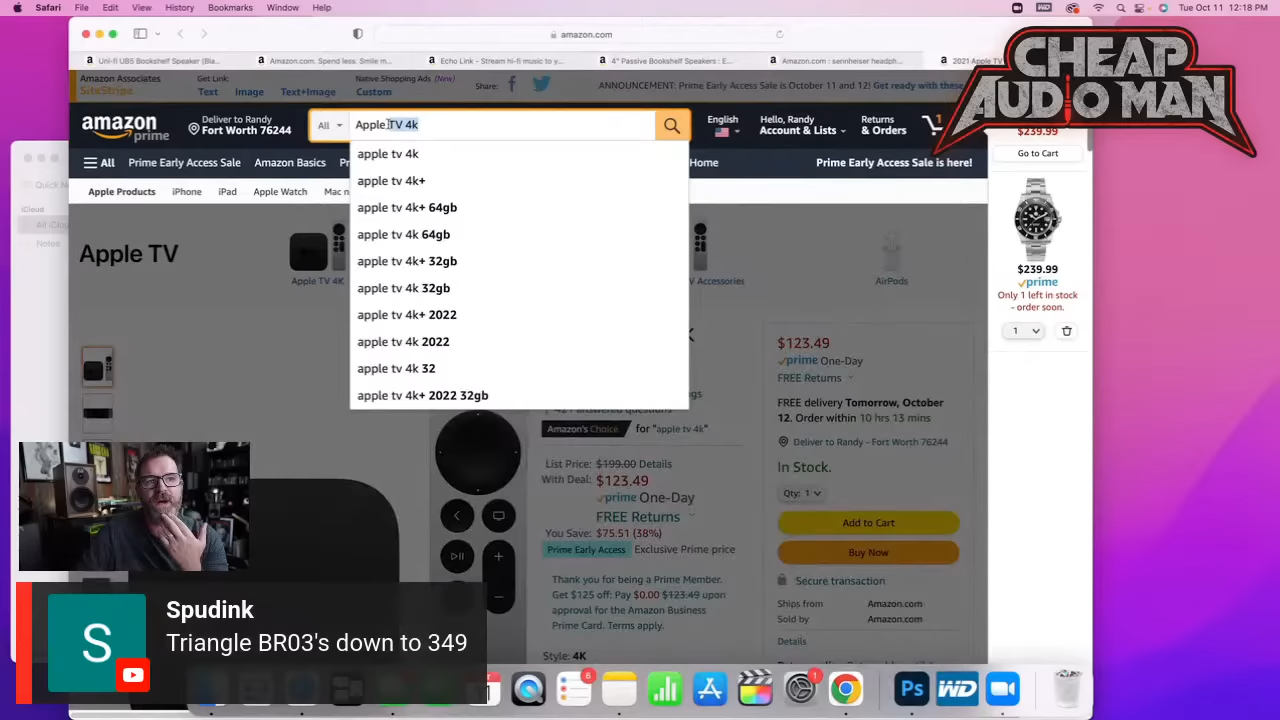 Safari File Edit View History Bookmarks Window Help
Tue Oct 11 12:18 PM
amazon.com
Uni-fi UB5 Bookshelf Speaker (Bla...
Amazon.com. Spend less. Smile m...
Echo Link - Stream hi-fi music to y...
4" Passive Bookshelf Speakers : E...
Amazon.com : sennheiser headph...
2021 Apple TV
CHEAP
AUDIO MAN
Amazon Associates
SiteStripe
Get Link:
Text Image Text+Image
Native Shopping Ads (New)
Custom
Share:
ANNOUNCEMENT: Prime Early Access Sale is October 11 and 12! Get ready with these
amazon
prime
Deliver to Randy
Fort Worth 76244
All
Apple TV 4k
English
Hello, Randy
Account & Lists
Returns
& Orders
1
All Prime Early Access Sale Amazon Basics
Home
Prime Early Access Sale is here!
Apple Products iPhone iPad Apple Watch
apple tv 4k
apple tv 4k+
apple tv 4k+ 64gb
apple tv 4k 64gb
apple tv 4k+ 32gb
apple tv 4k 32gb
apple tv 4k+ 2022
apple tv 4k 2022
apple tv 4k 32
apple tv 4k+ 2022 32gb
Apple TV
Apple TV 4K
Accessories
AirPods
$239.99
Go to Cart
$239.99
prime
Only 1 left in stock
- order soon.
1
Quick No
iCloud
Notes
Amazon's Choice for "apple tv 4k"
List Price: $199.00 Details
With Deal: $123.49
prime One-Day
FREE Returns
You Save: $75.51 (38%)
Prime Early Access Exclusive Prime price
Thank you for being a Prime Member.
Get $125 off: Pay $0.00 $123.49 upon
approval for the Amazon Business
Prime Card. Terms apply.
Style: 4K
$123.49
prime One-Day
FREE Returns
FREE delivery Tomorrow, October
12. Order within 10 hrs 13 mins
Deliver to Randy - Fort Worth 76244
In Stock.
Qty: 1
Add to Cart
Buy Now
Secure transaction
Ships from Amazon.com
Sold by Amazon.com
Details
S
Spudink
Triangle BR03's down to 349
8
1
Ps
WD